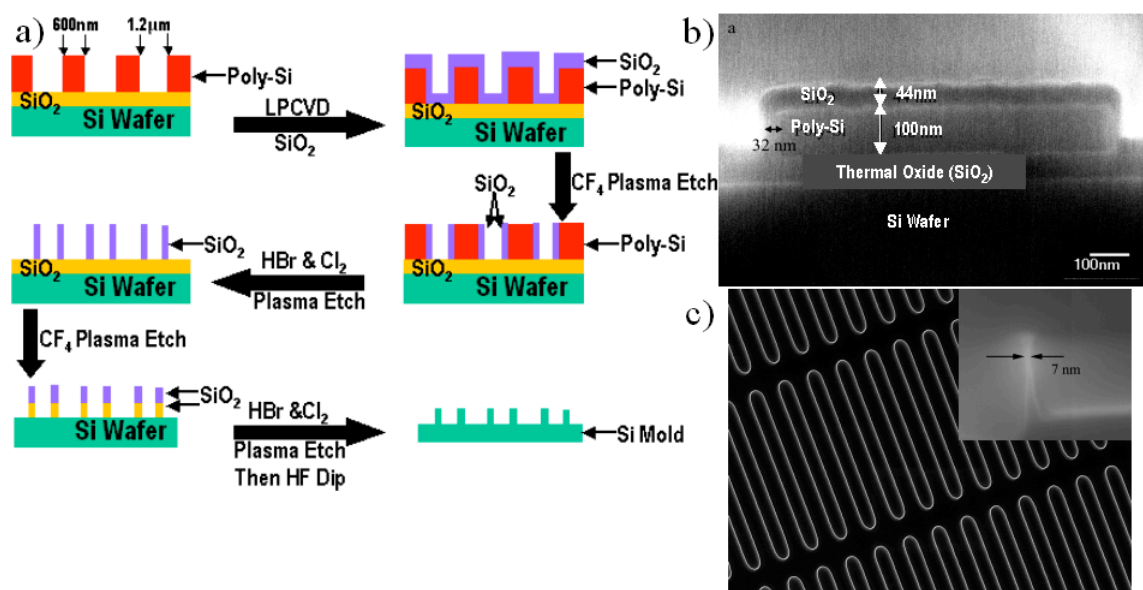 a)
600nm
1.2μm
Poly-Si
SiO2
Si Wafer
LPCVD
SiO2
SiO2
Poly-Si
SiO2
Si Wafer
CF4 Plasma Etch
SiO2
Poly-Si
SiO2
Si Wafer
HBr & Cl2
Plasma Etch
SiO2
SiO2
Si Wafer
CF4 Plasma Etch
SiO2
Si Wafer
HBr &Cl2
Plasma Etch
Then HF Dip
Si Mold
b)
a
SiO2
44nm
Poly-Si
100nm
32 nm
Thermal Oxide (SiO2)
Si Wafer
100nm
c)
7 nm